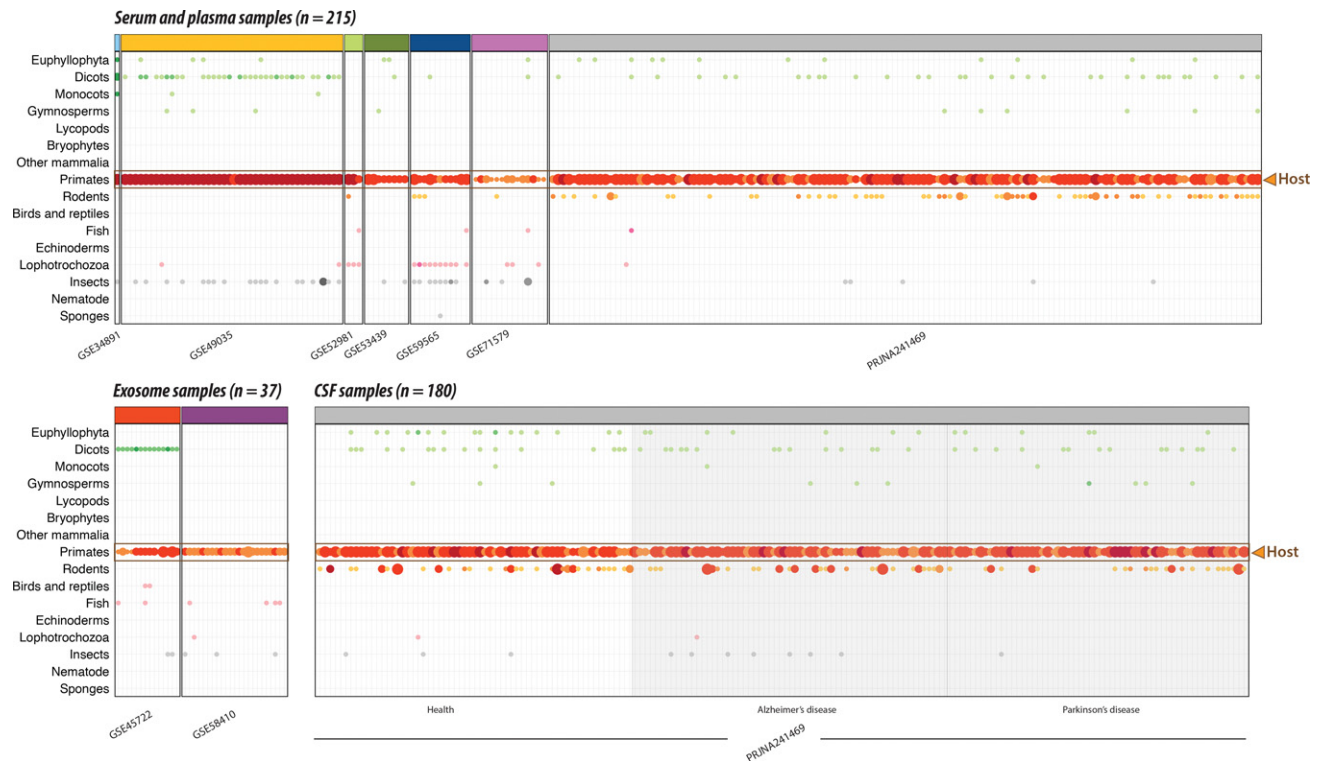 Serum and plasma samples (n = 215)
Euphyllophyta
Dicots
Monocots
Gymnosperms
Lycopods
Bryophytes
Other mammalia
Primates
Host
Rodents
Birds and reptiles
Fish
Echinoderms
Lophotrochozoa
Insects
Nematode
Sponges
GSE34891
GSE49035
GSE52981
GSE53439
GSE59565
GSE71579
PRJNA241469
Exosome samples (n = 37)
CSF samples (n = 180)
Euphyllophyta
Dicots
Monocots
Gymnosperms
Lycopods
Bryophytes
Other mammalia
Primates
Host
Rodents
Birds and reptiles
Fish
Echinoderms
Lophotrochozoa
Insects
Nematode
Sponges
GSE45722
GSE58410
Health
Alzheimer's disease
Parkinson's disease
PRJNA241469